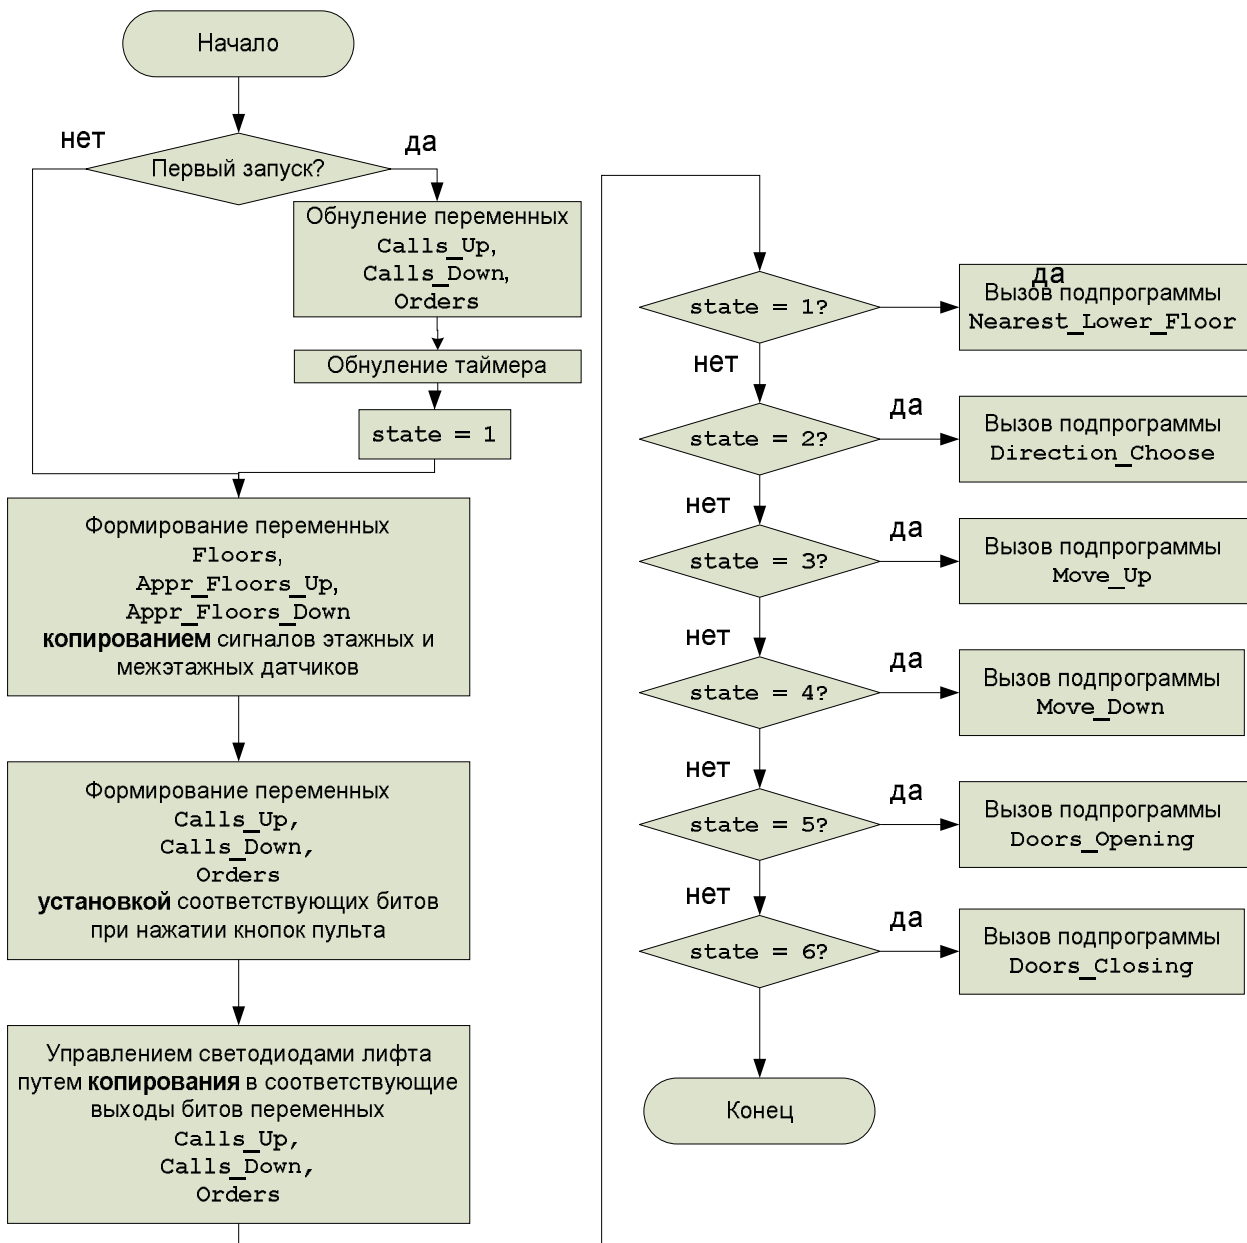 Начало
нет
да
Первый запуск?
Обнуление переменных
Calls_Up,
Calls_Down,
Orders
Обнуление таймера
state = 1
Формирование переменных
Floors,
Appr_Floors_Up,
Appr_Floors_Down
копированием сигналов этажных и
межэтажных датчиков
Формирование переменных
Calls_Up,
Calls_Down,
Orders
установкой соответствующих битов
при нажатии кнопок пульта
Управлением светодиодами лифта
путем копирования в соответствующие
выходы битов переменных
Calls_Up,
Calls_Down,
Orders
state = 1?
да
Вызов подпрограммы
Nearest_Lower_Floor
нет
state = 2?
да
Вызов подпрограммы
Direction_Choose
нет
state = 3?
да
Вызов подпрограммы
Move_Up
нет
state = 4?
да
Вызов подпрограммы
Move_Down
нет
state = 5?
да
Вызов подпрограммы
Doors_Opening
нет
state = 6?
да
Вызов подпрограммы
Doors_Closing
Конец